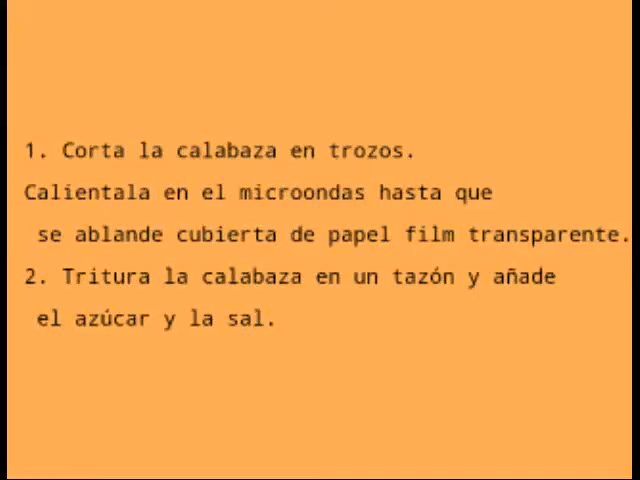 1. Corta la calabaza en trozos.
Calientala en el microondas hasta que
se ablande cubierta de papel film transparente.
2. Tritura la calabaza en un tazón y añade
el azúcar y la sal.